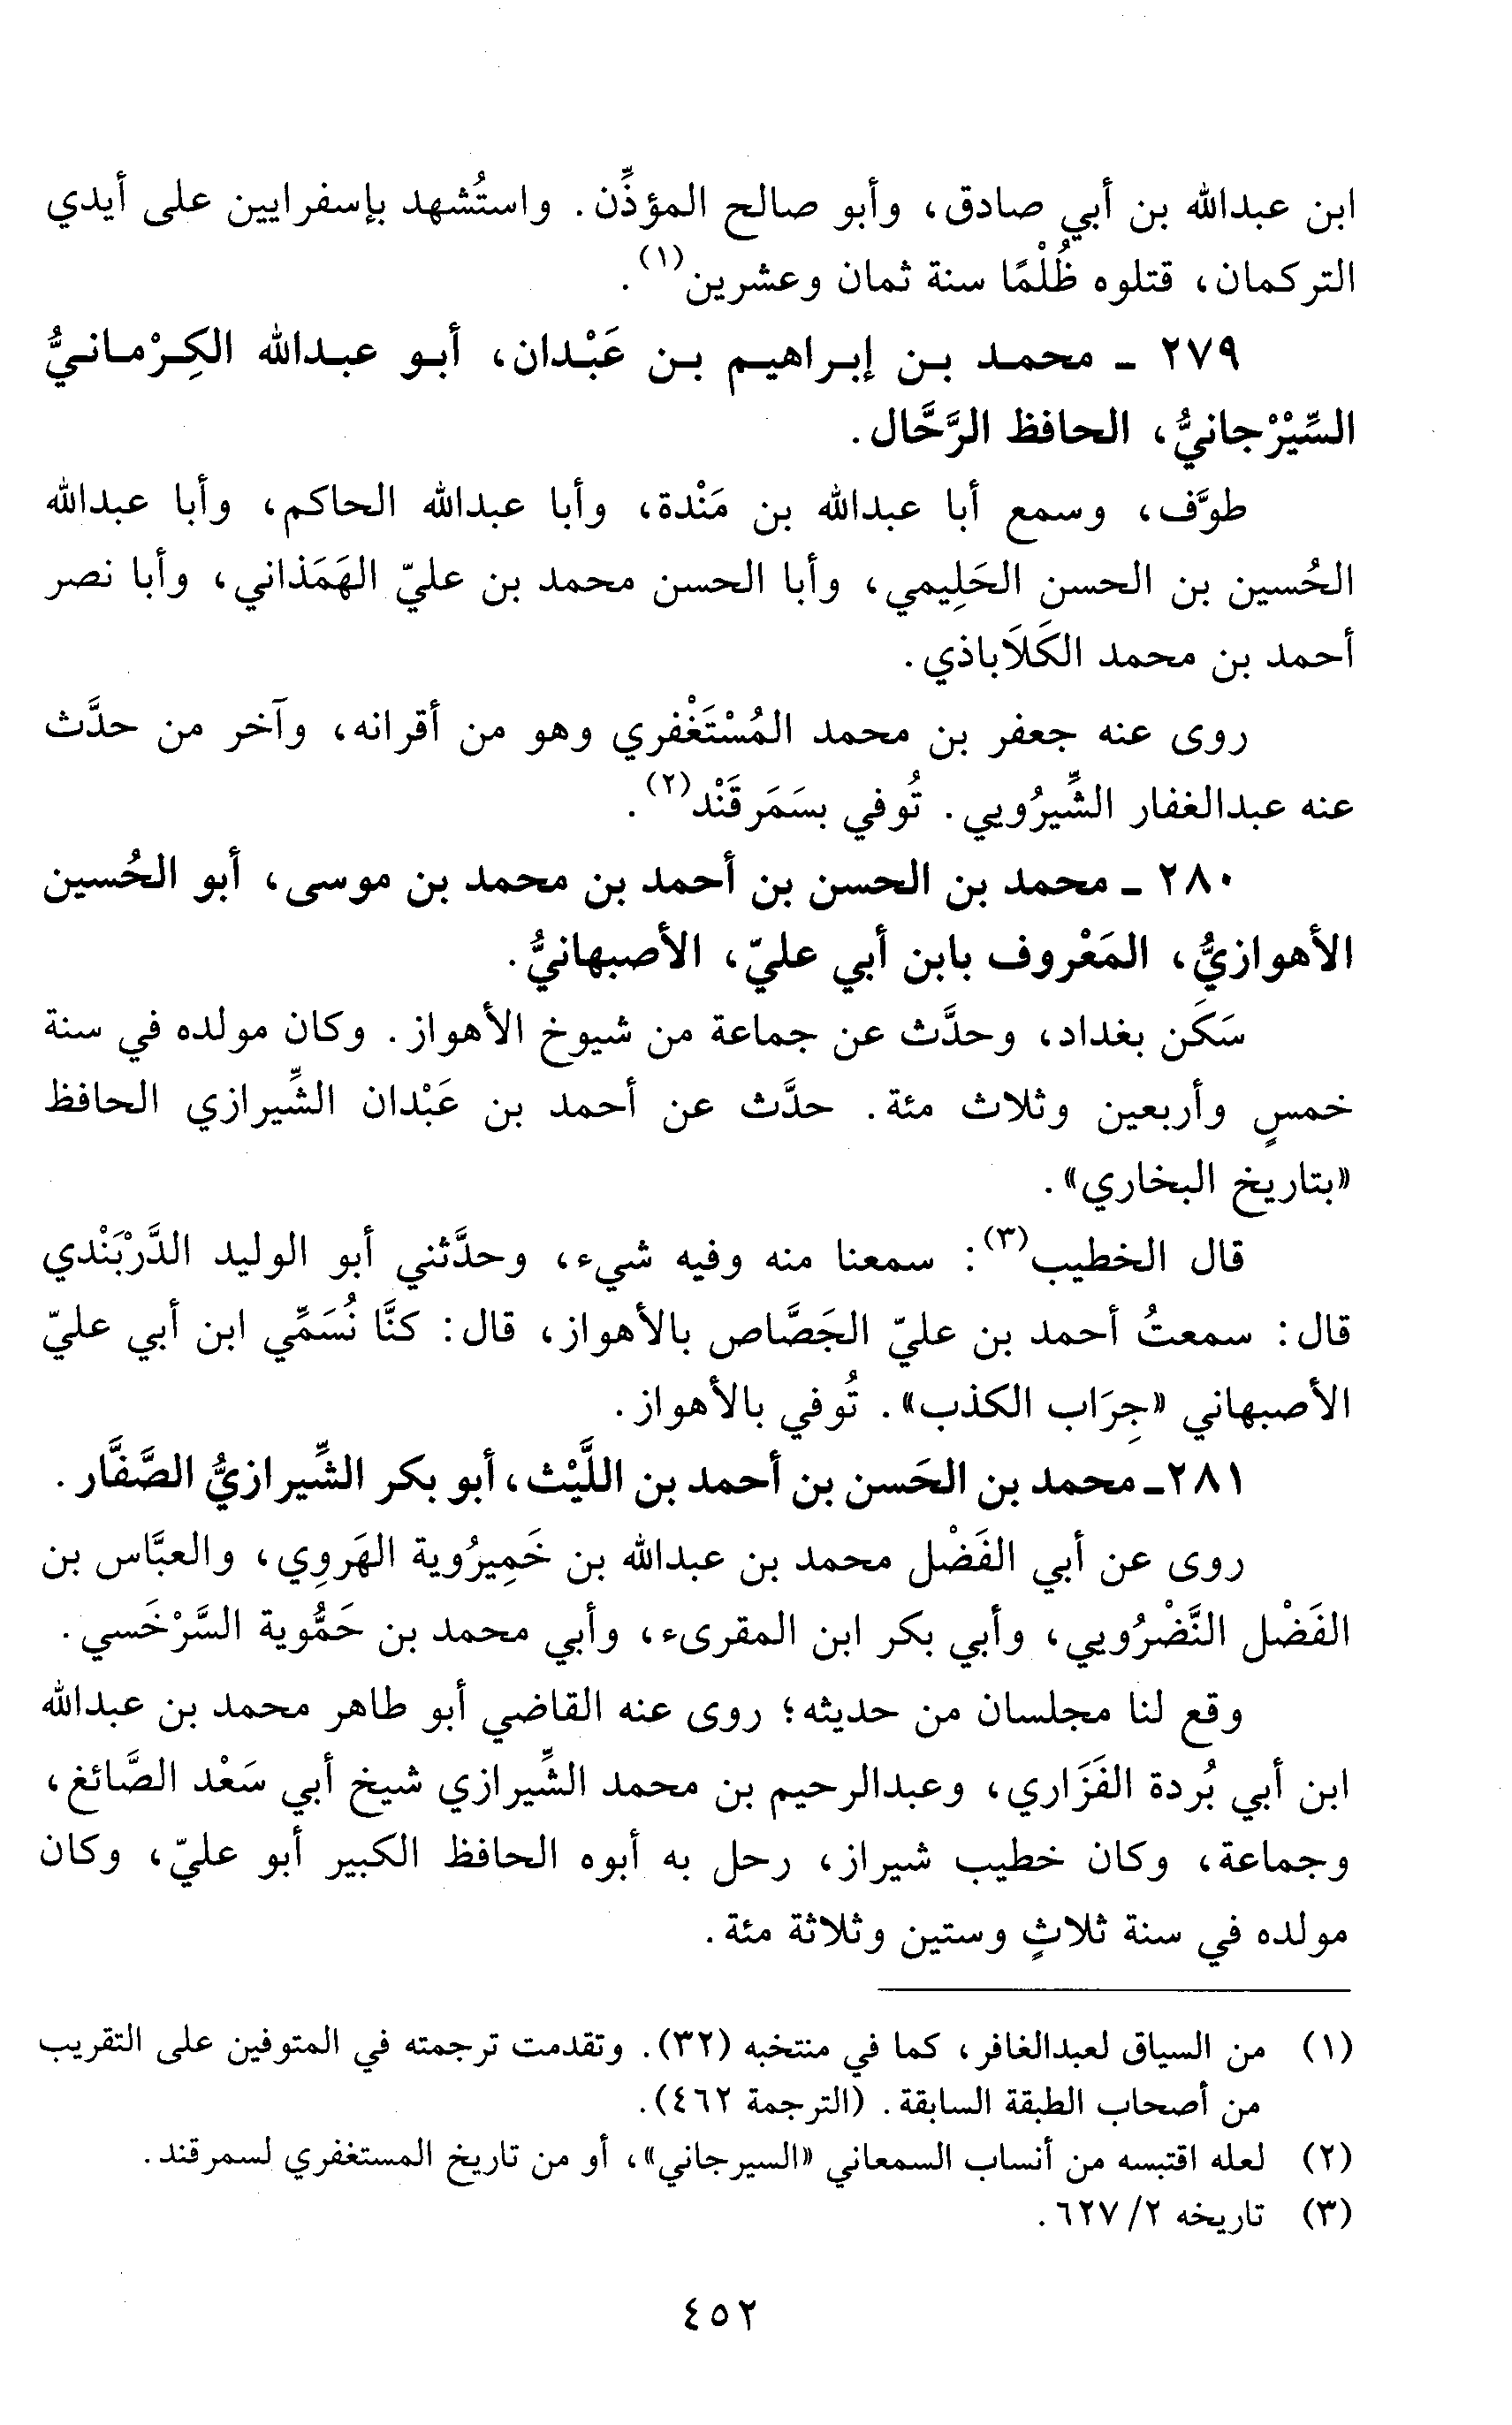 ابن عبدالله بن أبي صادق، وأبو صالح المؤذِّن. واستُشهد بإسفرايين على أيدي
التركمان، قتلوه ظُلْمًا سنة ثمان وعشرين(١).
٢٧٩ - محمد بن إبراهيم بن عَبْدان، أبو عبدالله الكِرْمانيُّ
السِّيْرْجانيُّ، الحافظ الرَّحَّال.
طوَّف، وسمع أبا عبدالله بن مَنْدة، وأبا عبدالله الحاكم، وأبا عبدالله
الحُسين بن الحسن الحَلِيمي، وأبا الحسن محمد بن عليّ الهَمَذاني، وأبا نصر
أحمد بن محمد الكَلَاباذي.
روى عنه جعفر بن محمد المُسْتَغْفري وهو من أقرانه، وآخر من حدَّث
عنه عبدالغفار الشِّيرُويي. تُوفي بسَمَرقَنْد(٢).
٢٨٠ - محمد بن الحسن بن أحمد بن محمد بن موسى، أبو الحُسين
الأهوازيُّ، المَعْروف بابن أبي عليّ، الأصبهانيُّ.
سَكَن بغداد، وحدَّث عن جماعة من شيوخ الأهواز. وكان مولده في سنة
خمسٍ وأربعين وثلاث مئة. حدَّث عن أحمد بن عَبْدان الشِّيرازي الحافظ
«بتاريخ البخاري».
قال الخطيب(٣): سمعنا منه وفيه شيء، وحدَّثني أبو الوليد الدَّرْبَنْدي
قال: سمعتُ أحمد بن عليّ الجَصَّاص بالأهواز، قال: كنَّا نُسَمِّي ابن أبي عليّ
الأصبهاني «جِرَاب الكذب». تُوفي بالأهواز.
٢٨١- محمد بن الحَسن بن أحمد بن اللَّيْث، أبو بكر الشِّيرازيُّ الصَّفَّار.
روى عن أبي الفَضْل محمد بن عبدالله بن خَمِيرُوية الهَروِي، والعبَّاس بن
الفَضْل النَّضْرُويي، وأبي بكر ابن المقرىء، وأبي محمد بن حَمُّوية السَّرْخَسي.
وقع لنا مجلسان من حديثه؛ روى عنه القاضي أبو طاهر محمد بن عبدالله
ابن أبي بُردة الفَزَاري، وعبدالرحيم بن محمد الشِّيرازي شيخ أبي سَعْد الصَّائغ،
وجماعة، وكان خطيب شيراز، رحل به أبوه الحافظ الكبير أبو عليّ، وكان
مولده في سنة ثلاثٍ وستين وثلاثة مئة.
(١) من السياق لعبدالغافر، كما في منتخبه (٣٢). وتقدمت ترجمته في المتوفين على التقريب
من أصحاب الطبقة السابقة. (الترجمة ٤٦٢).
(٢) لعله اقتبسه من أنساب السمعاني «السيرجاني»، أو من تاريخ المستغفري لسمرقند.
(٣) تاريخه ٢/ ٦٢٧.
٤٥٢